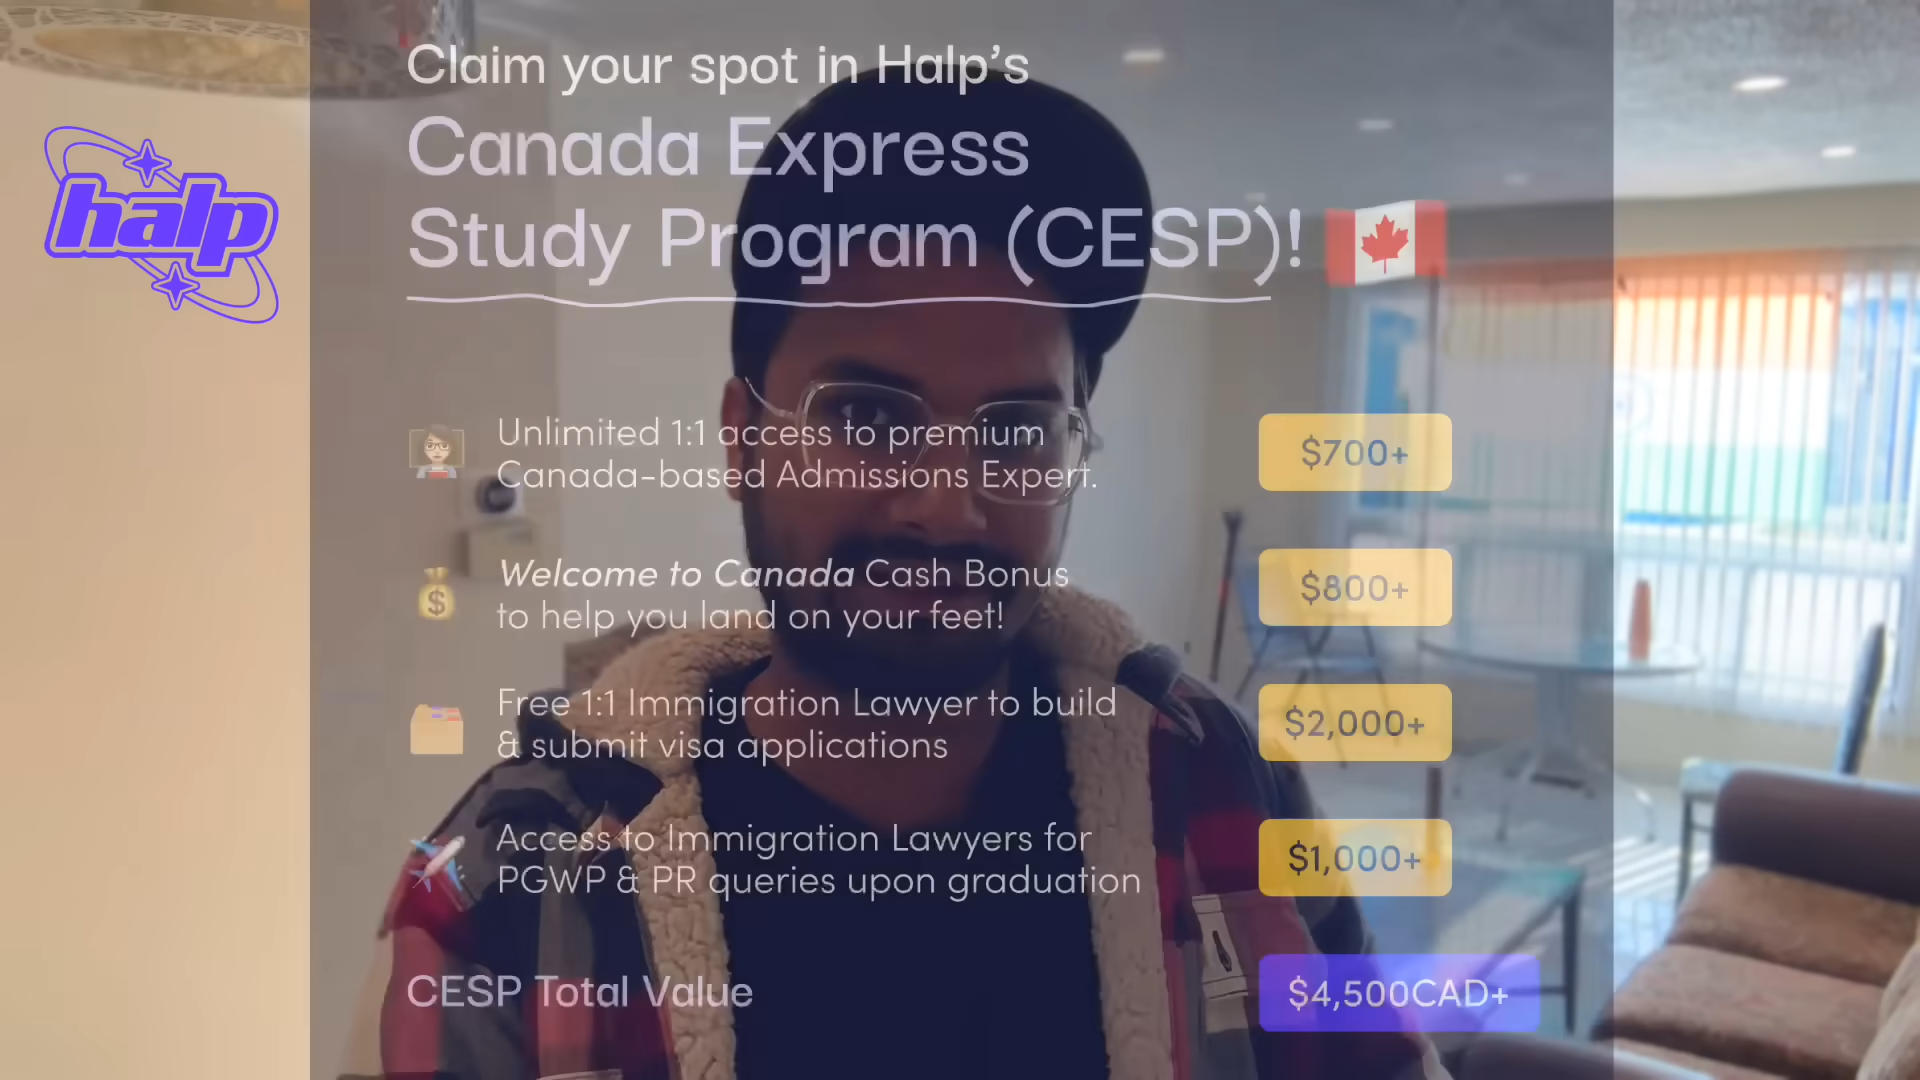 halp
Claim your spot in Halp's
Canada Express
Study Program (CESP)!
Unlimited 1:1 access to premium
Canada-based Admissions Expert.
$700+
Welcome to Canada Cash Bonus
to help you land on your feet!
$800+
Free 1:1 Immigration Lawyer to build
& submit visa applications
$2,000+
Access to Immigration Lawyers for
PGWP & PR queries upon graduation
$1,000+
CESP Total Value
$4,500CAD+